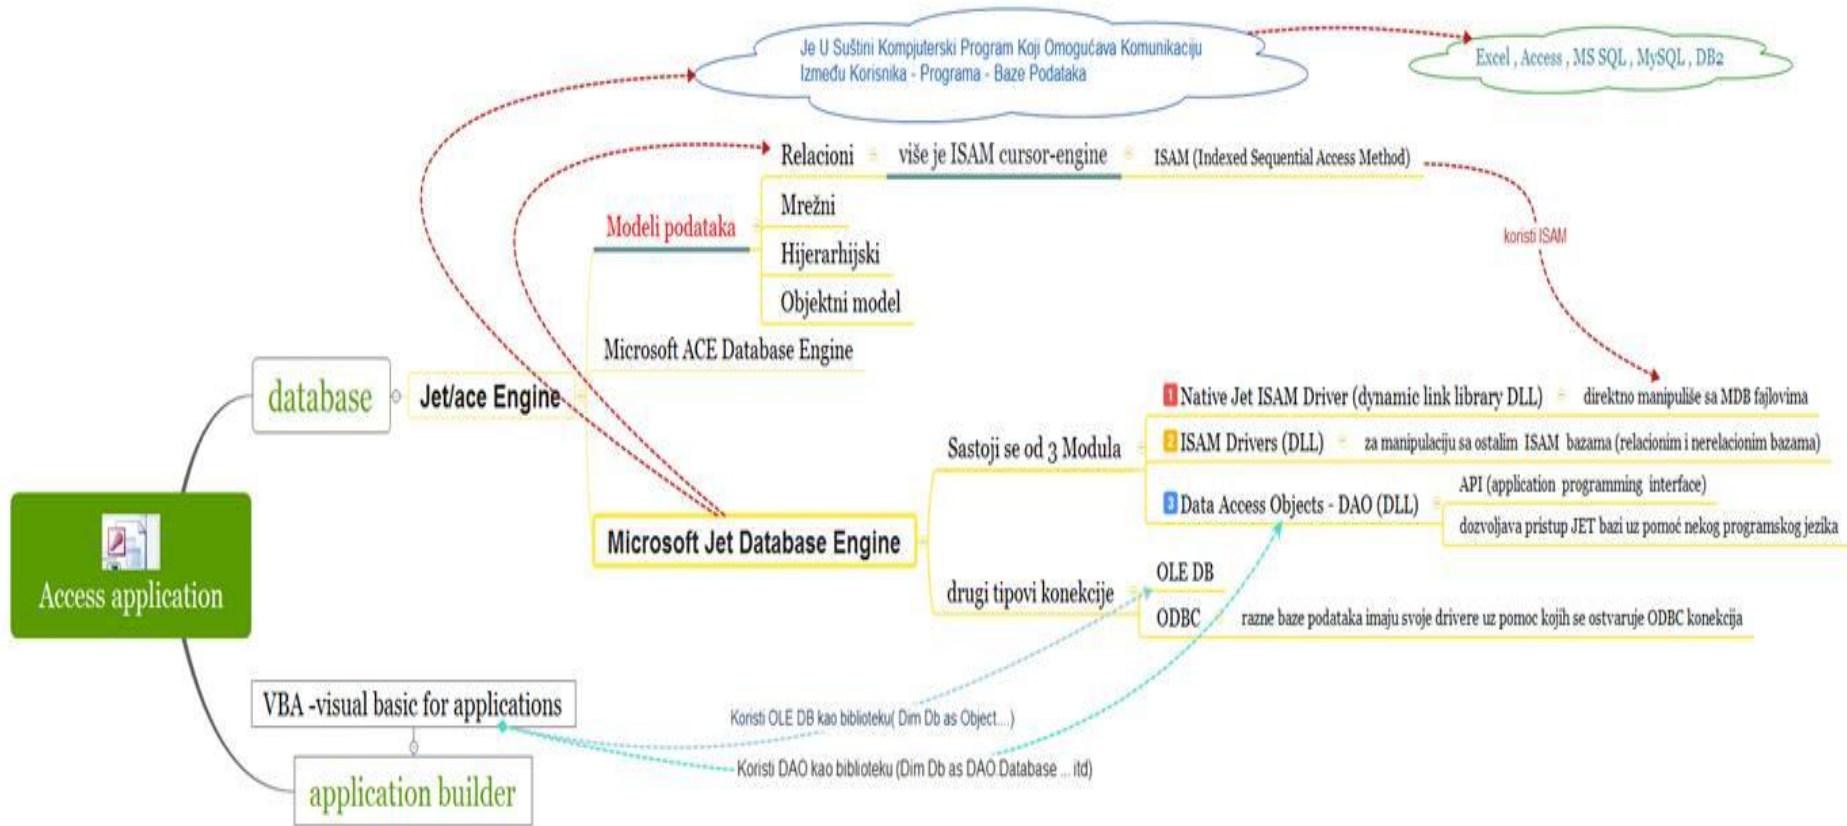 Je U Suštini Kompjuterski Program Koji Omogućava Komunikaciju
Između Korisnika - Programa - Baze Podataka
Excel , Access , MS SQL , MySQL , DB2
Relacioni
više je ISAM cursor-engine
ISAM (Indexed Sequential Access Method)
Mrežni
Modeli podataka
koristi ISAM
Hijerarhijski
Objektni model
Microsoft ACE Database Engine
database
Jet/ace Engine
1 Native Jet ISAM Driver (dynamic link library DLL)
direktno manipuliše sa MDB fajlovima
Sastoji se od 3 Modula
2 ISAM Drivers (DLL)
za manipulaciju sa ostalim ISAM bazama (relacionim i nerelacionim bazama)
3 Data Access Objects - DAO (DLL)
API (application programming interface)
dozvoljava pristup JET bazi uz pomoć nekog programskog jezika
Microsoft Jet Database Engine
Access application
drugi tipovi konekcije
OLE DB
ODBC
razne baze podataka imaju svoje drivere uz pomoc kojih se ostvaruje ODBC konekcija
VBA -visual basic for applications
Koristi OLE DB kao biblioteku( Dim Db as Object....)
Koristi DAO kao biblioteku (Dim Db as DAO.Database ... itd)
application builder